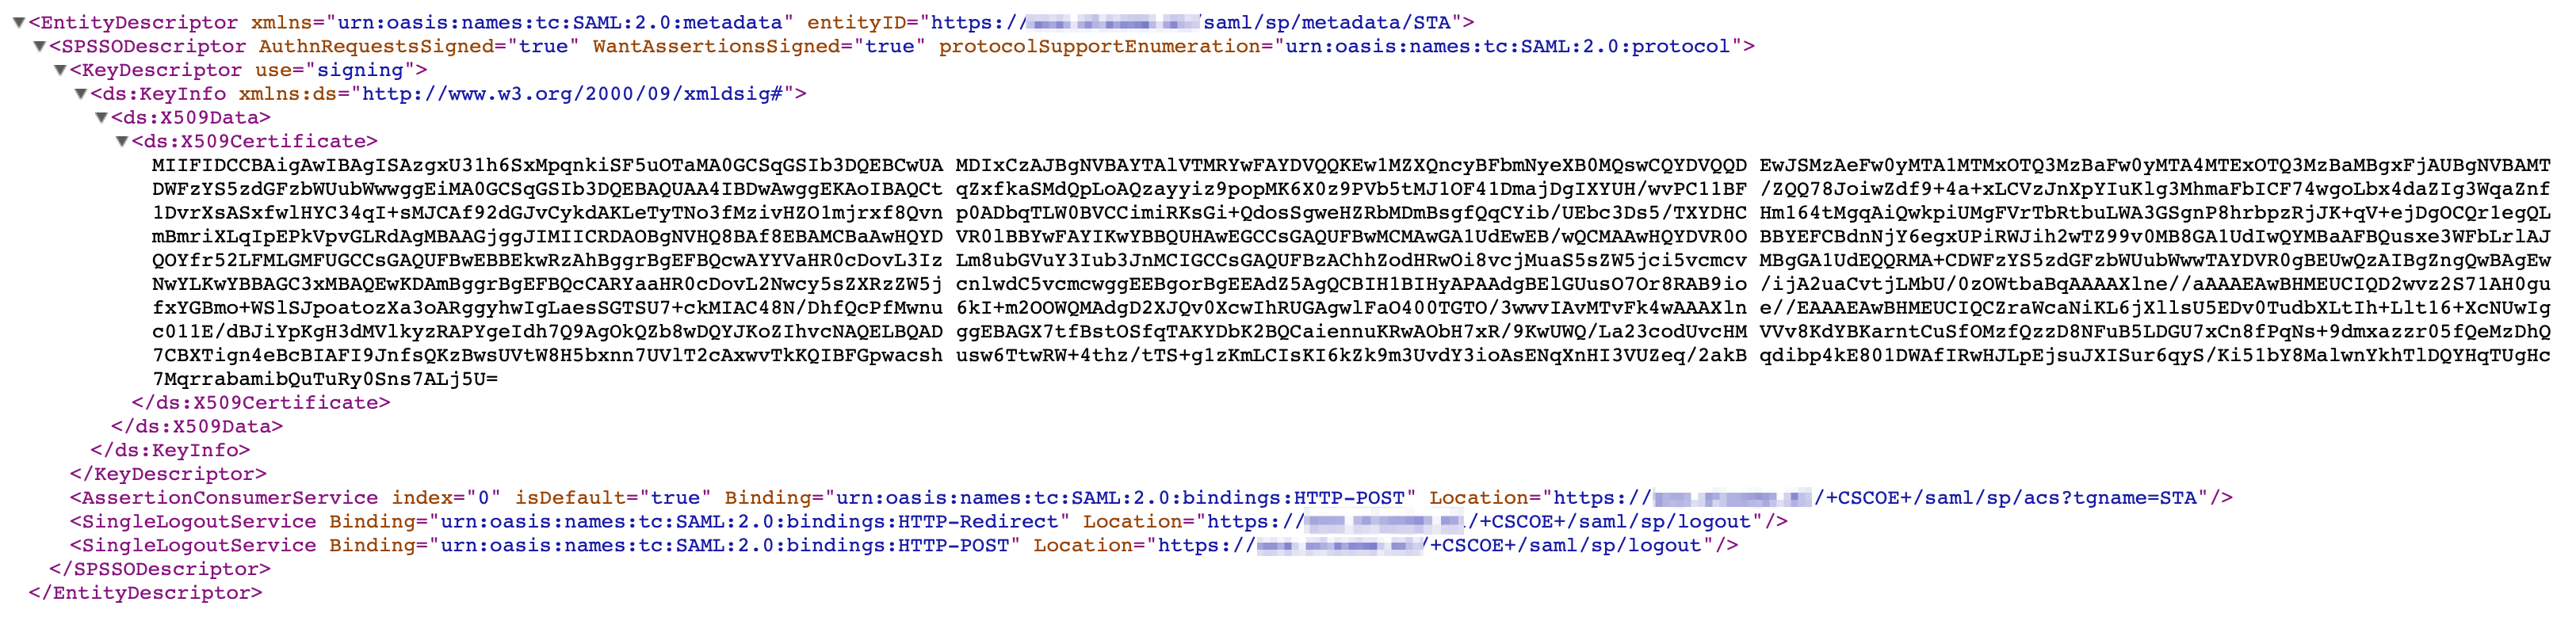 <EntityDescriptor xmlns="urn:oasis:names:tc:SAML:2.0:metadata" entityID="https:// /saml/sp/metadata/STA">
<SPSSODescriptor AuthnRequestsSigned="true" WantAssertionsSigned="true" protocolSupportEnumeration="urn:oasis:names:tc:SAML:2.0:protocol">
<KeyDescriptor use="signing">
<ds:KeyInfo xmlns:ds="http://www.w3.org/2000/09/xmldsig#">
<ds:X509Data>
<ds:X509Certificate>
MIIFIDCCBAigAwIBAgISAzgxU31h6SxMpqnkiSF5uOTaMA0GCSqGSIb3DQEBCwUA MDIxCzAJBgNVBAYTAlVTMRYwFAYDVQQKEw1MZXQncyBFbmNyeXB0MQswCQYDVQQD EwJSMzAeFw0yMTA1MTMxOTQ3MzBaFw0yMTA4MTExOTQ3MzBaMBgxFjAUBgNVBAMT
DWFzYS5zdGFzbWUubWwwggEiMA0GCSqGSIb3DQEBAQUAA4IBDwAwggEKAoIBAQCt qZxfkaSMdQpLoAQzayyiz9popMK6X0z9PVb5tMJ1OF41DmajDgIXYUH/wvPC11BF /ZQQ78JoiwZdf9+4a+xLCVzJnXpYIuKlg3MhmaFbICF74wgoLbx4daZIg3WqaZnf
1DvrXsASxfwlHYC34qI+sMJCAf92dGJvCykdAKLeTyTNo3fMzivHZO1mjrxf8Qvn p0ADbqTLW0BVCCimiRKsGi+QdosSgweHZRbMDmBsgfQqCYib/UEbc3Ds5/TXYDHC Hm164tMgqAiQwkpiUMgFVrTbRtbuLWA3GSgnP8hrbpzRjJK+qV+ejDgOCQr1egQL
mBmriXLqIpEPkVpvGLRdAgMBAAGjggJIMIICRDAOBgNVHQ8BAf8EBAMCBaAwHQYD VR0lBBYwFAYIKwYBBQUHAwEGCCsGAQUFBwMCMAwGA1UdEwEB/wQCMAAwHQYDVR0O BBYEFCBdnNjY6egxUPiRWJih2wTZ99v0MB8GA1UdIwQYMBaAFBQusxe3WFbLrlAJ
QOYfr52LFMLGMFUGCCsGAQUFBwEBBEkwRzAhBggrBgEFBQcwAYYVaHR0cDovL3Iz Lm8ubGVuY3Iub3JnMCIGCCsGAQUFBzAChhZodHRwOi8vcjMuaS5sZW5jci5vcmcv MBgGA1UdEQQRMA+CDWFzYS5zdGFzbWUubWwwTAYDVR0gBEUwQzAIBgZngQwBAgEw
NwYLKwYBBAGC3xMBAQEwKDAmBggrBgEFBQcCARYaaHR0cDovL2Nwcy5sZXRzZW5j cnlwdC5vcmcwggEEBgorBgEEAdZ5AgQCBIH1BIHyAPAAdgBElGUusO7Or8RAB9io /ijA2uaCvtjLMbU/0zOWtbaBqAAAAXlne//aAAAEAwBHMEUCIQD2wvz2S71AH0gu
fxYGBmo+WSlSJpoatozXa3oARggyhwIgLaesSGTSU7+ckMIAC48N/DhfQcPfMwnu 6kI+m2OOWQMAdgD2XJQv0XcwIhRUGAgwlFaO400TGTO/3wwvIAvMTvFk4wAAAXln e//EAAAEAwBHMEUCIQCZraWcaNiKL6jXllsU5EDv0TudbXLtIh+Llt16+XcNUwIg
c011E/dBJiYpKgH3dMVlkyzRAPYgeIdh7Q9AgOkQZb8wDQYJKoZIhvcNAQELBQAD ggEBAGX7tfBstOSfqTAKYDbK2BQCaiennuKRwAObH7xR/9KwUWQ/La23codUvcHM VVv8KdYBKarntCuSfOMzfQzzD8NFuB5LDGU7xCn8fPqNs+9dmxazzr05fQeMzDhQ
7CBXTign4eBcBIAFI9JnfsQKzBwsUVtW8H5bxnn7UVlT2cAxwvTkKQIBFGpwacsh usw6TtwRW+4thz/tTS+g1zKmLCIsKI6kZk9m3UvdY3ioAsENqXnHI3VUZeq/2akB qdibp4kE801DWAfIRwHJLpEjsuJXISur6qyS/Ki51bY8MalwnYkhTlDQYHqTUgHc
7MqrrabamibQuTuRy0Sns7ALj5U=
</ds:X509Certificate>
</ds:X509Data>
</ds:KeyInfo>
</KeyDescriptor>
<AssertionConsumerService index="0" isDefault="true" Binding="urn:oasis:names:tc:SAML:2.0:bindings:HTTP-POST" Location="https:// /+CSCOE+/saml/sp/acs?tgname=STA"/>
<SingleLogoutService Binding="urn:oasis:names:tc:SAML:2.0:bindings:HTTP-Redirect" Location="https:// /+CSCOE+/saml/sp/logout"/>
<SingleLogoutService Binding="urn:oasis:names:tc:SAML:2.0:bindings:HTTP-POST" Location="https:// /+CSCOE+/saml/sp/logout"/>
</SPSSODescriptor>
</EntityDescriptor>